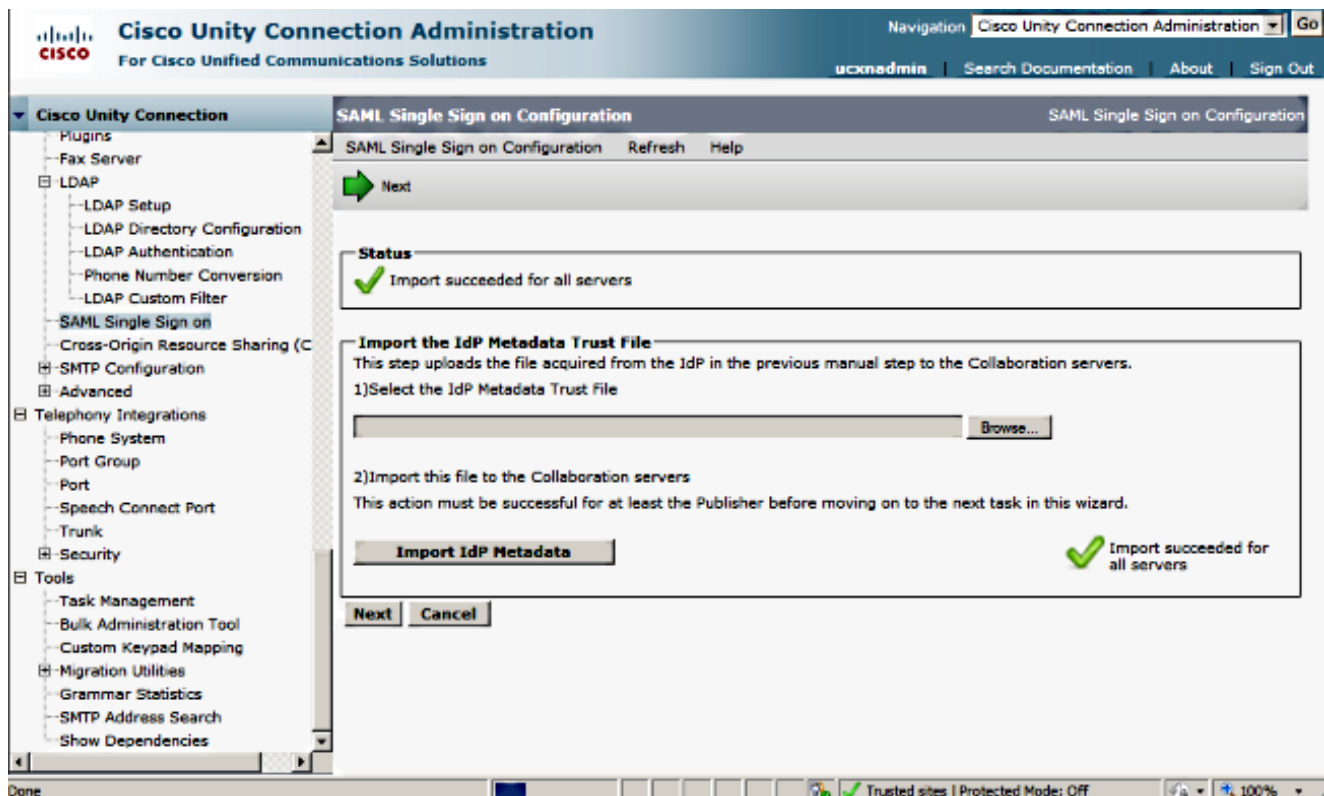 Cisco Unity Connection Administration
For Cisco Unified Communications Solutions
cisco
Navigation Cisco Unity Connection Administration Go
ucxnadmin | Search Documentation | About | Sign Out
Cisco Unity Connection
Plugins
Fax Server
LDAP
LDAP Setup
LDAP Directory Configuration
LDAP Authentication
Phone Number Conversion
LDAP Custom Filter
SAML Single Sign on
Cross-Origin Resource Sharing (C
SMTP Configuration
Advanced
Telephony Integrations
Phone System
Port Group
Port
Speech Connect Port
Trunk
Security
Tools
Task Management
Bulk Administration Tool
Custom Keypad Mapping
Migration Utilities
Grammar Statistics
SMTP Address Search
Show Dependencies
SAML Single Sign on Configuration
SAML Single Sign on Configuration
SAML Single Sign on Configuration Refresh Help
Next
Status
Import succeeded for all servers
Import the IdP Metadata Trust File
This step uploads the file acquired from the IdP in the previous manual step to the Collaboration servers.
1)Select the IdP Metadata Trust File
Browse...
2)Import this file to the Collaboration servers
This action must be successful for at least the Publisher before moving on to the next task in this wizard.
Import IdP Metadata
Import succeeded for
all servers
Next Cancel
Done
Trusted sites | Protected Mode: Off
100%